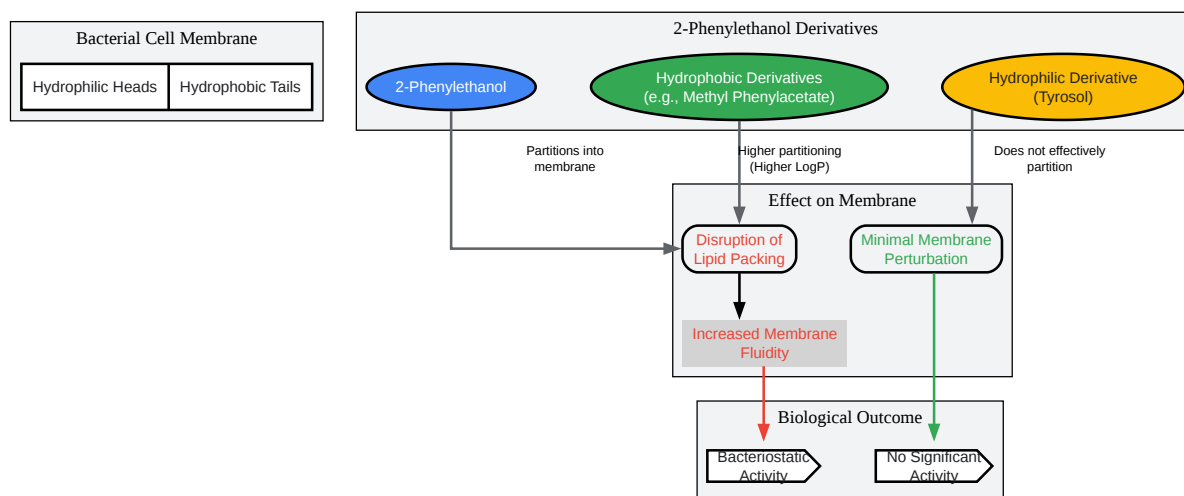 2-Phenylethanol Derivatives
Bacterial Cell Membrane
Hydrophilic Heads
Hydrophobic Tails
2-Phenylethanol
Hydrophobic Derivatives
(e.g., Methyl Phenylacetate)
Hydrophilic Derivative
(Tyrosol)
Partitions into
membrane
Higher partitioning
(Higher LogP)
Does not effectively
partition
Effect on Membrane
Disruption of
Lipid Packing
Minimal Membrane
Perturbation
Increased Membrane
Fluidity
Biological Outcome
Bacteriostatic
Activity
No Significant
Activity